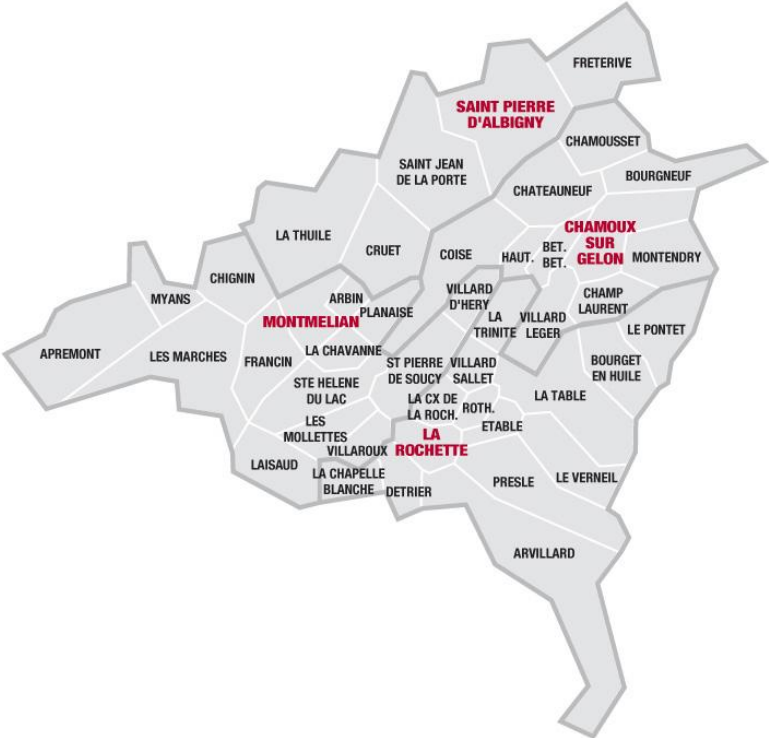 FRETERIVE
SAINT PIERRE
D'ALBIGNY
CHAMOUSSET
SAINT JEAN
DE LA PORTE
BOURGNEUF
CHATEAUNEUF
LA THUILE
CRUET
COISE
HAUT.
BET.
BET.
CHAMOUX
SUR
GELON
MONTENDRY
CHIGNIN
MYANS
ARBIN
PLANAISE
VILLARD
D'HERY
CHAMP
LAURENT
MONTMELIAN
LA
TRINITE
VILLARD
LEGER
LE PONTET
APREMONT
LES MARCHES
FRANCIN
LA CHAVANNE
ST PIERRE
DE SOUCY
VILLARD
SALLET
BOURGET
EN HUILE
STE HELENE
DU LAC
LA CX DE
LA ROCH.
ROTH.
LA TABLE
LES
MOLLETTES
ETABLE
LA
ROCHETTE
VILLAROUX
LAISAUD
LA CHAPELLE
BLANCHE
DETRIER
PRESLE
LE VERNEIL
ARVILLARD